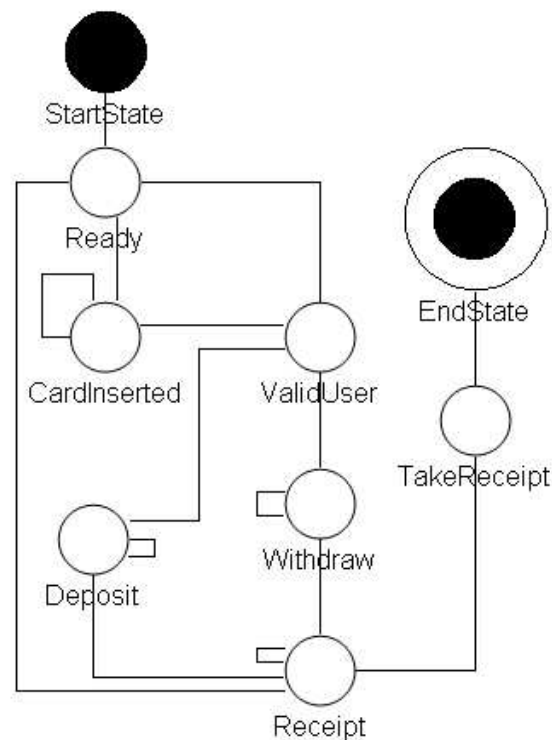 StartState
Ready
EndState
CardInserted
ValidUser
TakeReceipt
Withdraw
Deposit
Receipt